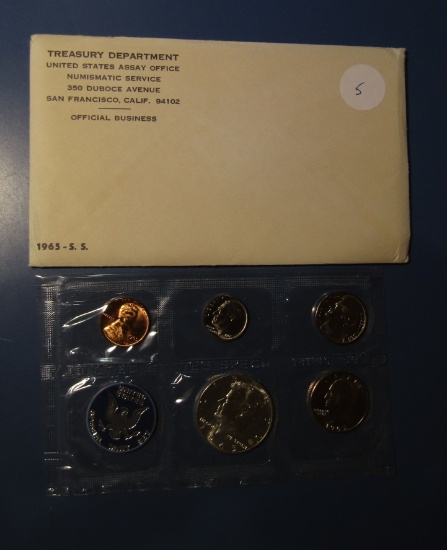 TREASURY DEPARTMENT
UNITED STATES ASSAY OFFICE
NUMISMATIC SERVICE
350 DUBOCE AVENUE
SAN FRANCISCO, CALIF. 94102
OFFICIAL BUSINESS
5
1965-S. S.